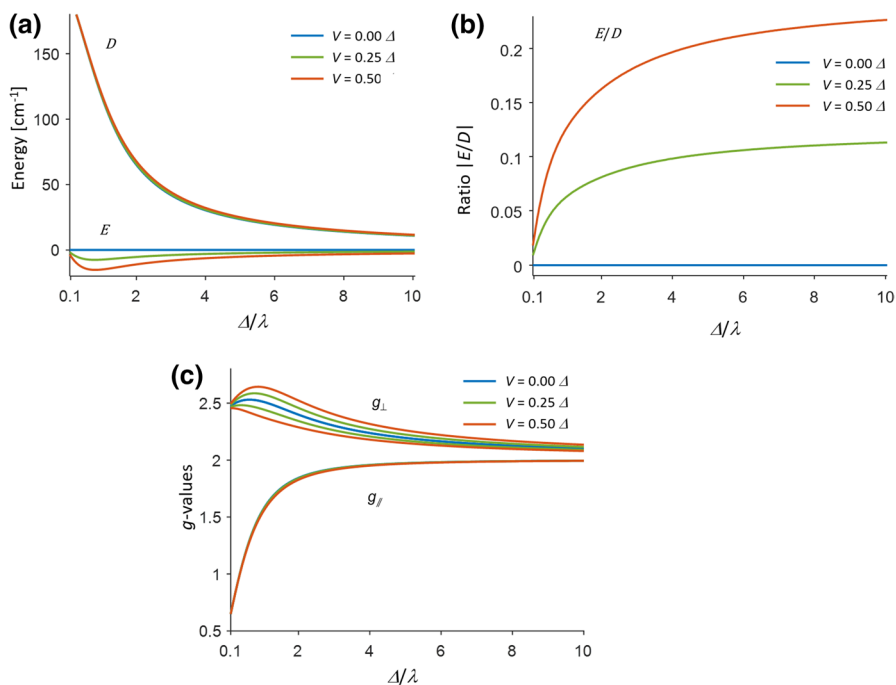 (a)
D
V = 0.00 Δ
V = 0.25 Δ
V = 0.50
Energy [cm⁻¹]
150
100
50
0
E
0.1 2 4 6 8 10
Δ/λ
(b)
E/D
V = 0.00 Δ
V = 0.25 Δ
V = 0.50 Δ
Ratio |E/D|
0.2
0.15
0.1
0.05
0
0.1 2 4 6 8 10
Δ/λ
(c)
V = 0.00 Δ
V = 0.25 Δ
V = 0.50 Δ
g⊥
g-values
2.5
2
1.5
1
0.5
g//
0.1 2 4 6 8 10
Δ/λ